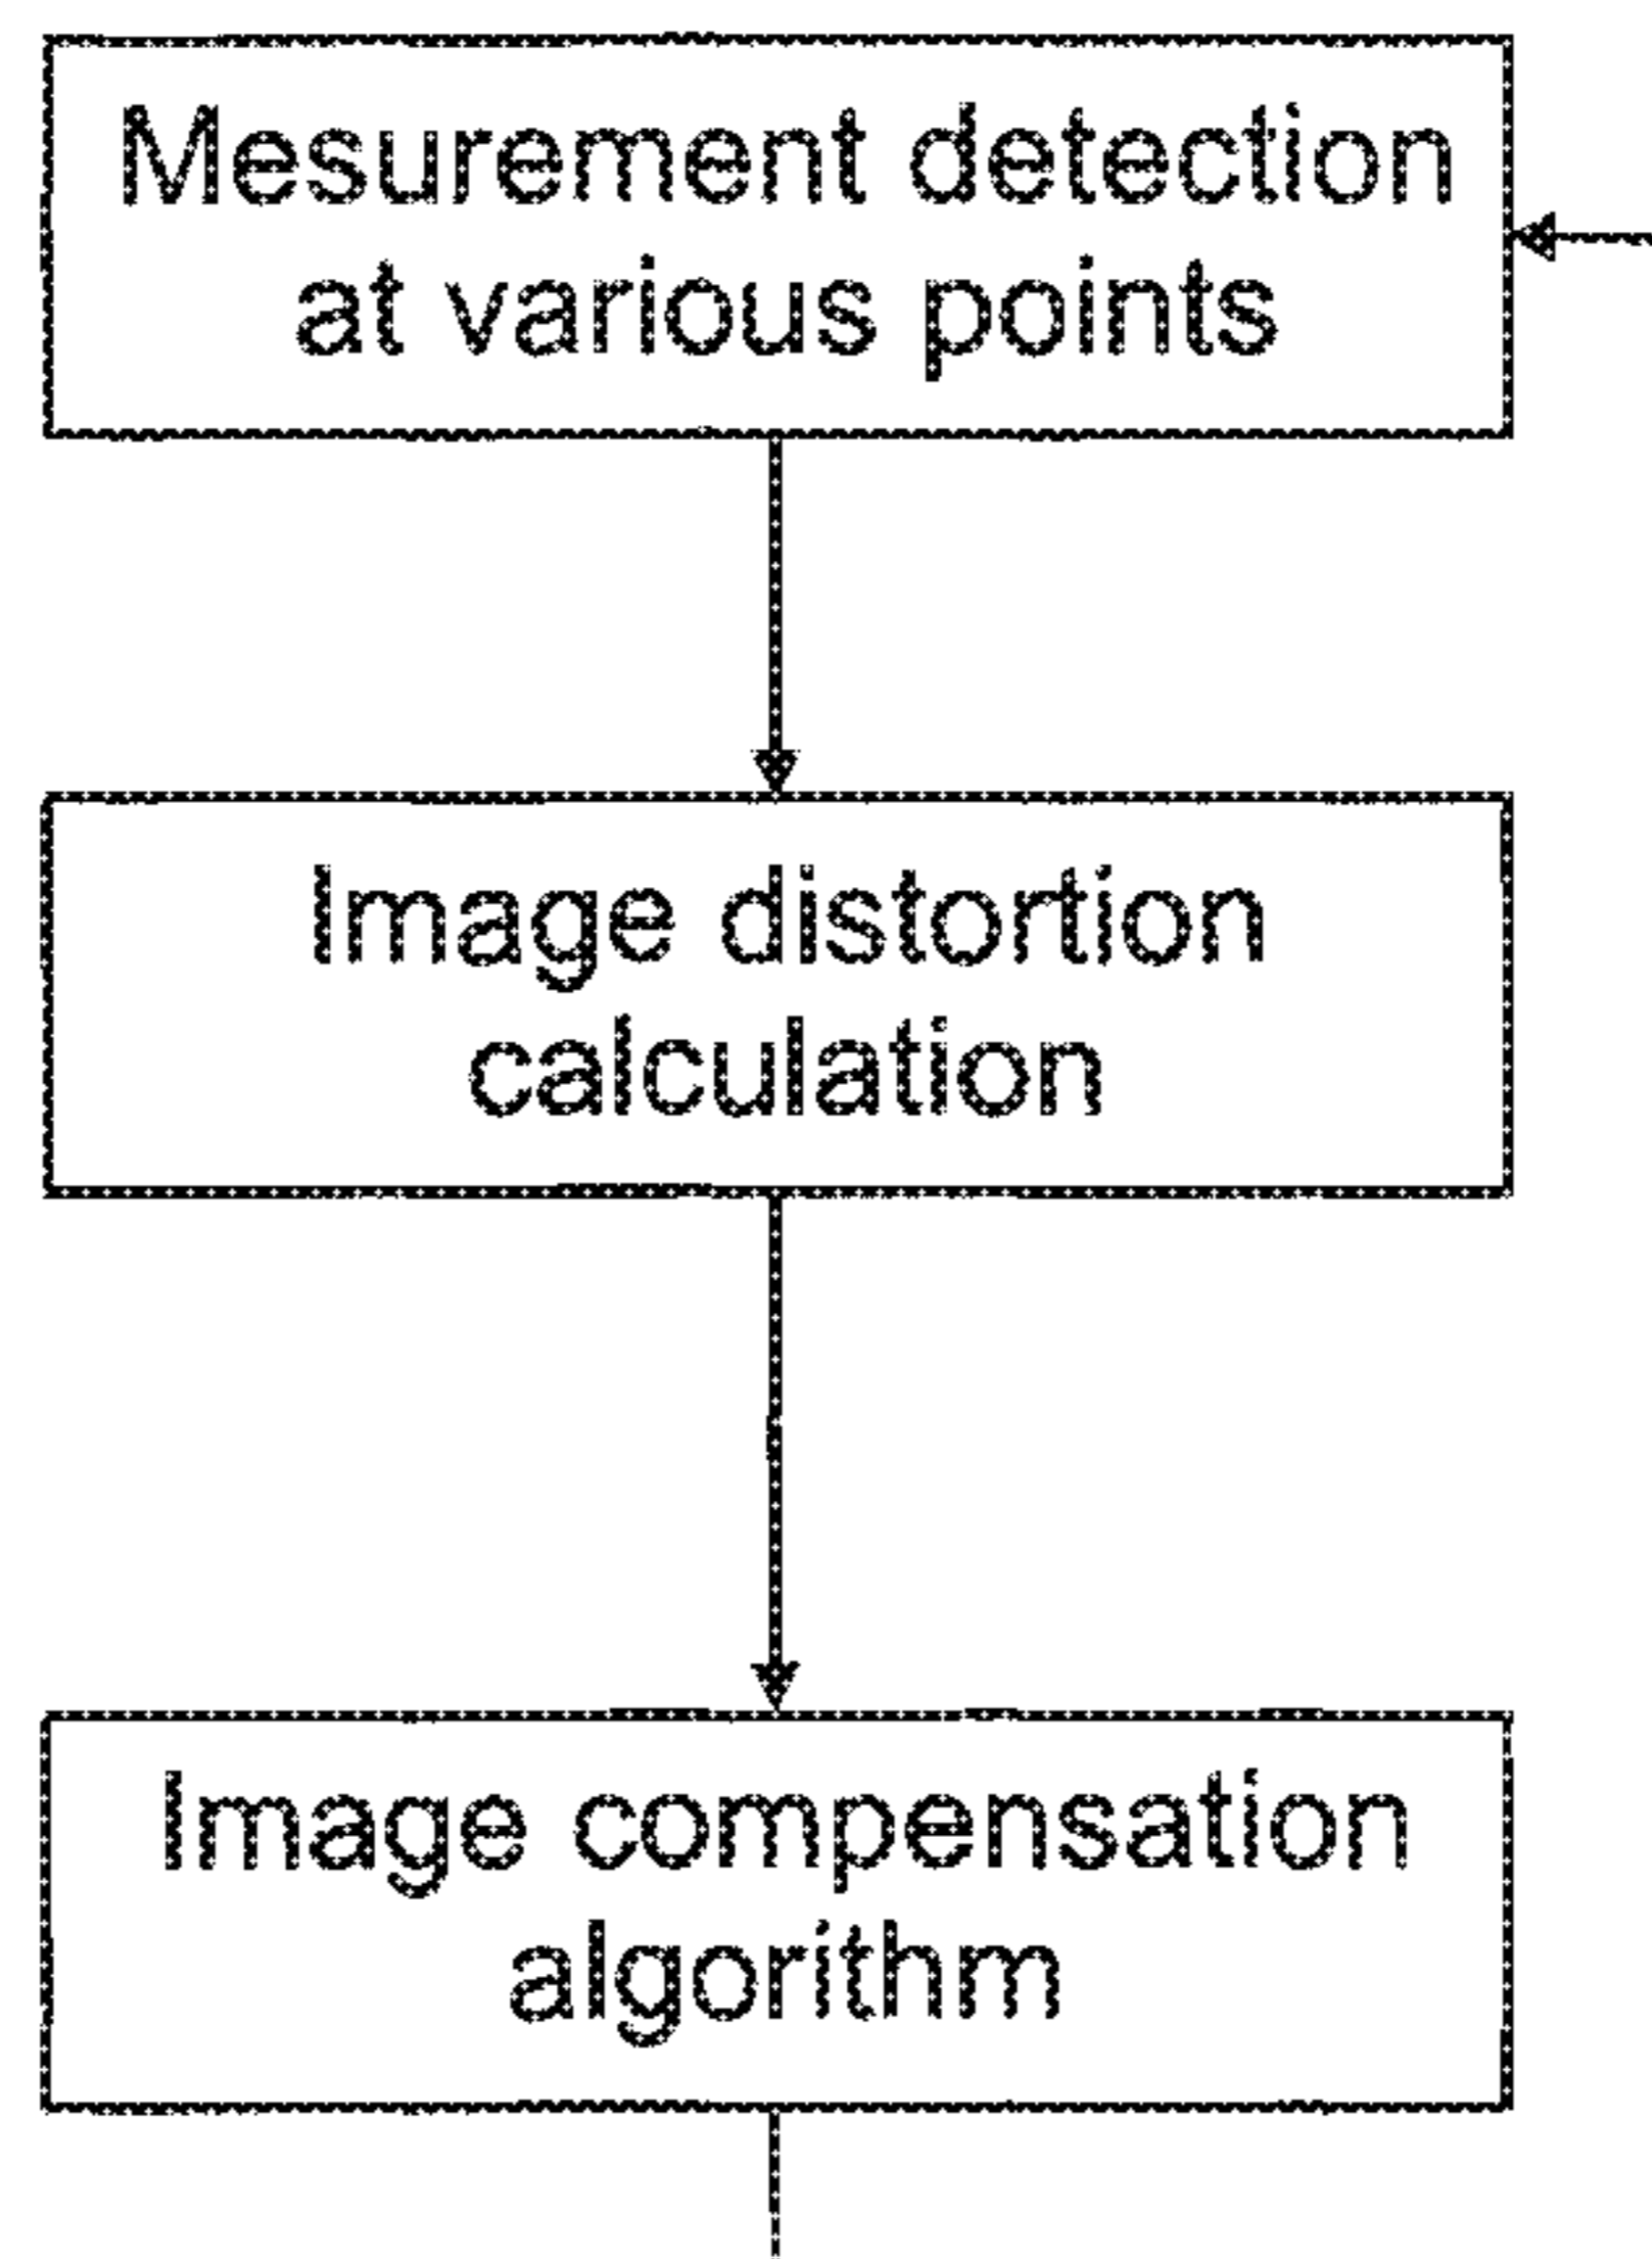 Mesurement detection
at various points
Image distortion
calculation
Image compensation
algorithm